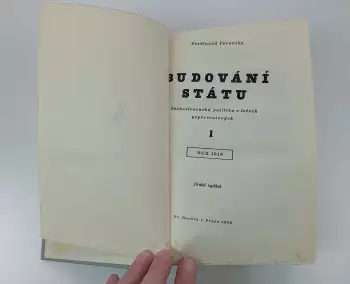 Ferdinand Peroutka
BUDOVÁNÍ
STÁTU
Československá politika v letech
popřevratových
I
ROK 1918
Druhé vydání
Fr. Borový v Praze 1936